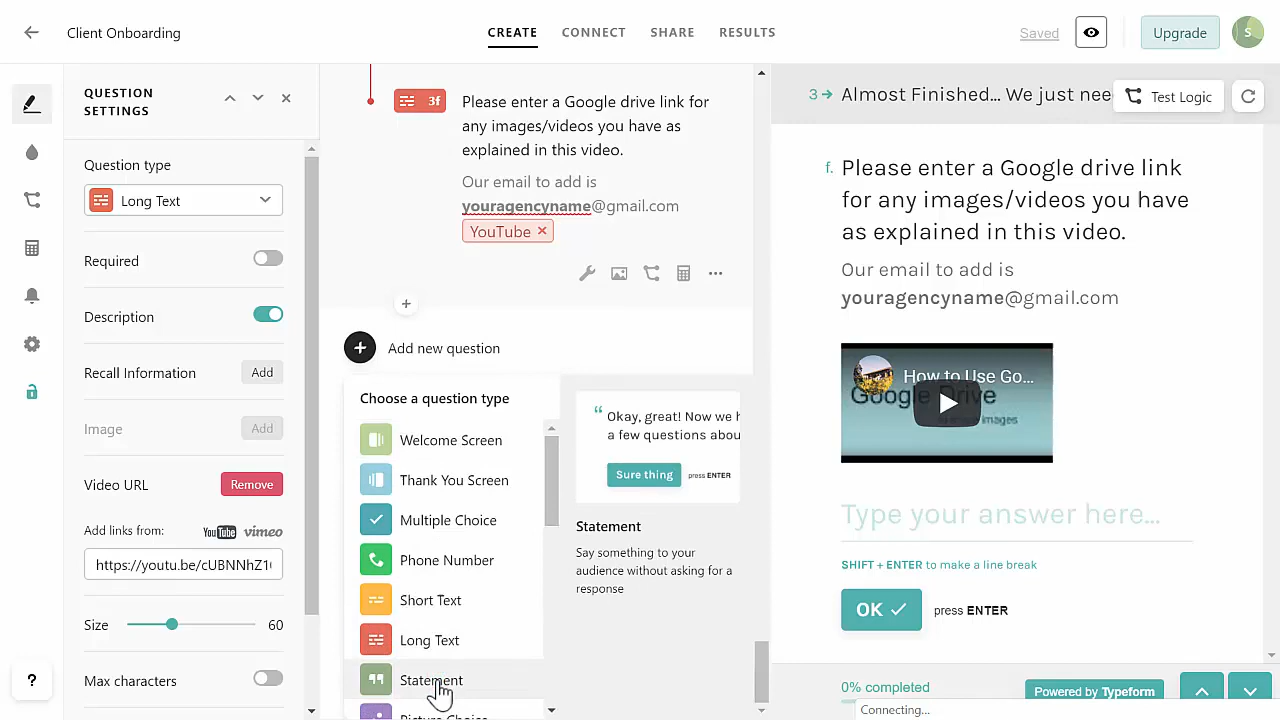 Client Onboarding
CREATE
CONNECT
SHARE
RESULTS
Saved
Upgrade
S
QUESTION
SETTINGS
Question type
Long Text
Required
Description
Recall Information
Add
Image
Add
Video URL
Remove
Add links from:
YouTube
vimeo
https://youtu.be/cUBNNhZ1
Size
60
Max characters
?
3f
Please enter a Google drive link for
any images/videos you have as
explained in this video.
Our email to add is
youragencyname@gmail.com
YouTube ×
+
+
Add new question
Choose a question type
Welcome Screen
Thank You Screen
Multiple Choice
Phone Number
Short Text
Long Text
Statement
Picture Choice
“ Okay, great! Now we h
a few questions abou
Sure thing
press ENTER
Statement
Say something to your
audience without asking for a
response
3 → Almost Finished... We just nee
Test Logic
f. Please enter a Google drive link
for any images/videos you have
as explained in this video.
Our email to add is
youragencyname@gmail.com
How to Use Go...
Google Drive
images
Type your answer here...
SHIFT + ENTER to make a line break
OK ✓
press ENTER
0% completed
Powered by Typeform
Connecting...